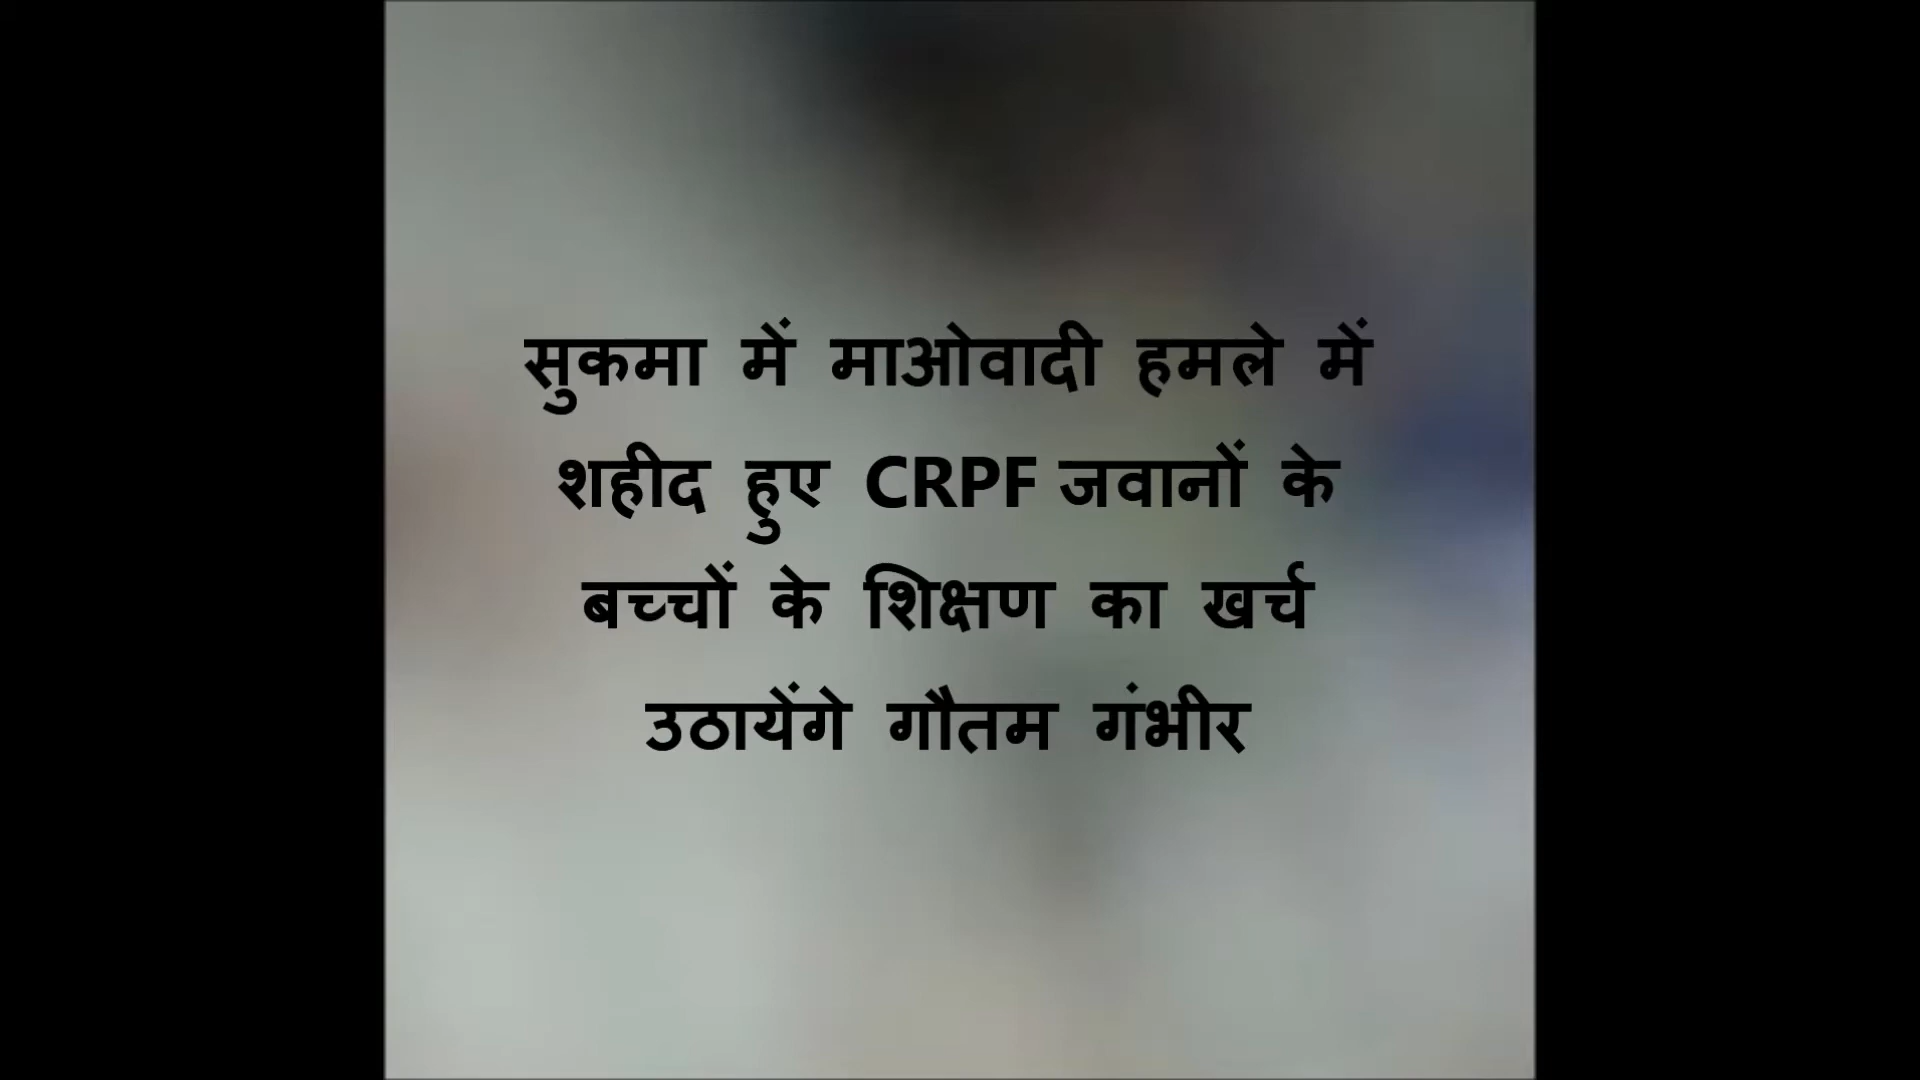 सुकमा में माओवादी हमले में
शहीद हुए CRPF जवानों के
बच्चों के शिक्षण का खर्च
उठायेंगे गौतम गंभीर